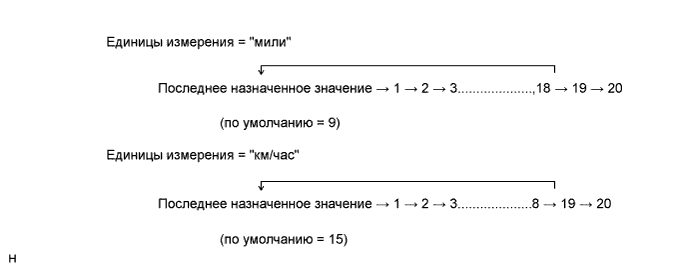 Единицы измерения = "мили"
Последнее назначенное значение → 1 → 2 → 3....................,18 → 19 → 20
(по умолчанию = 9)
Единицы измерения = "км/час"
Последнее назначенное значение → 1 → 2 → 3....................8 → 19 → 20
(по умолчанию = 15)
н